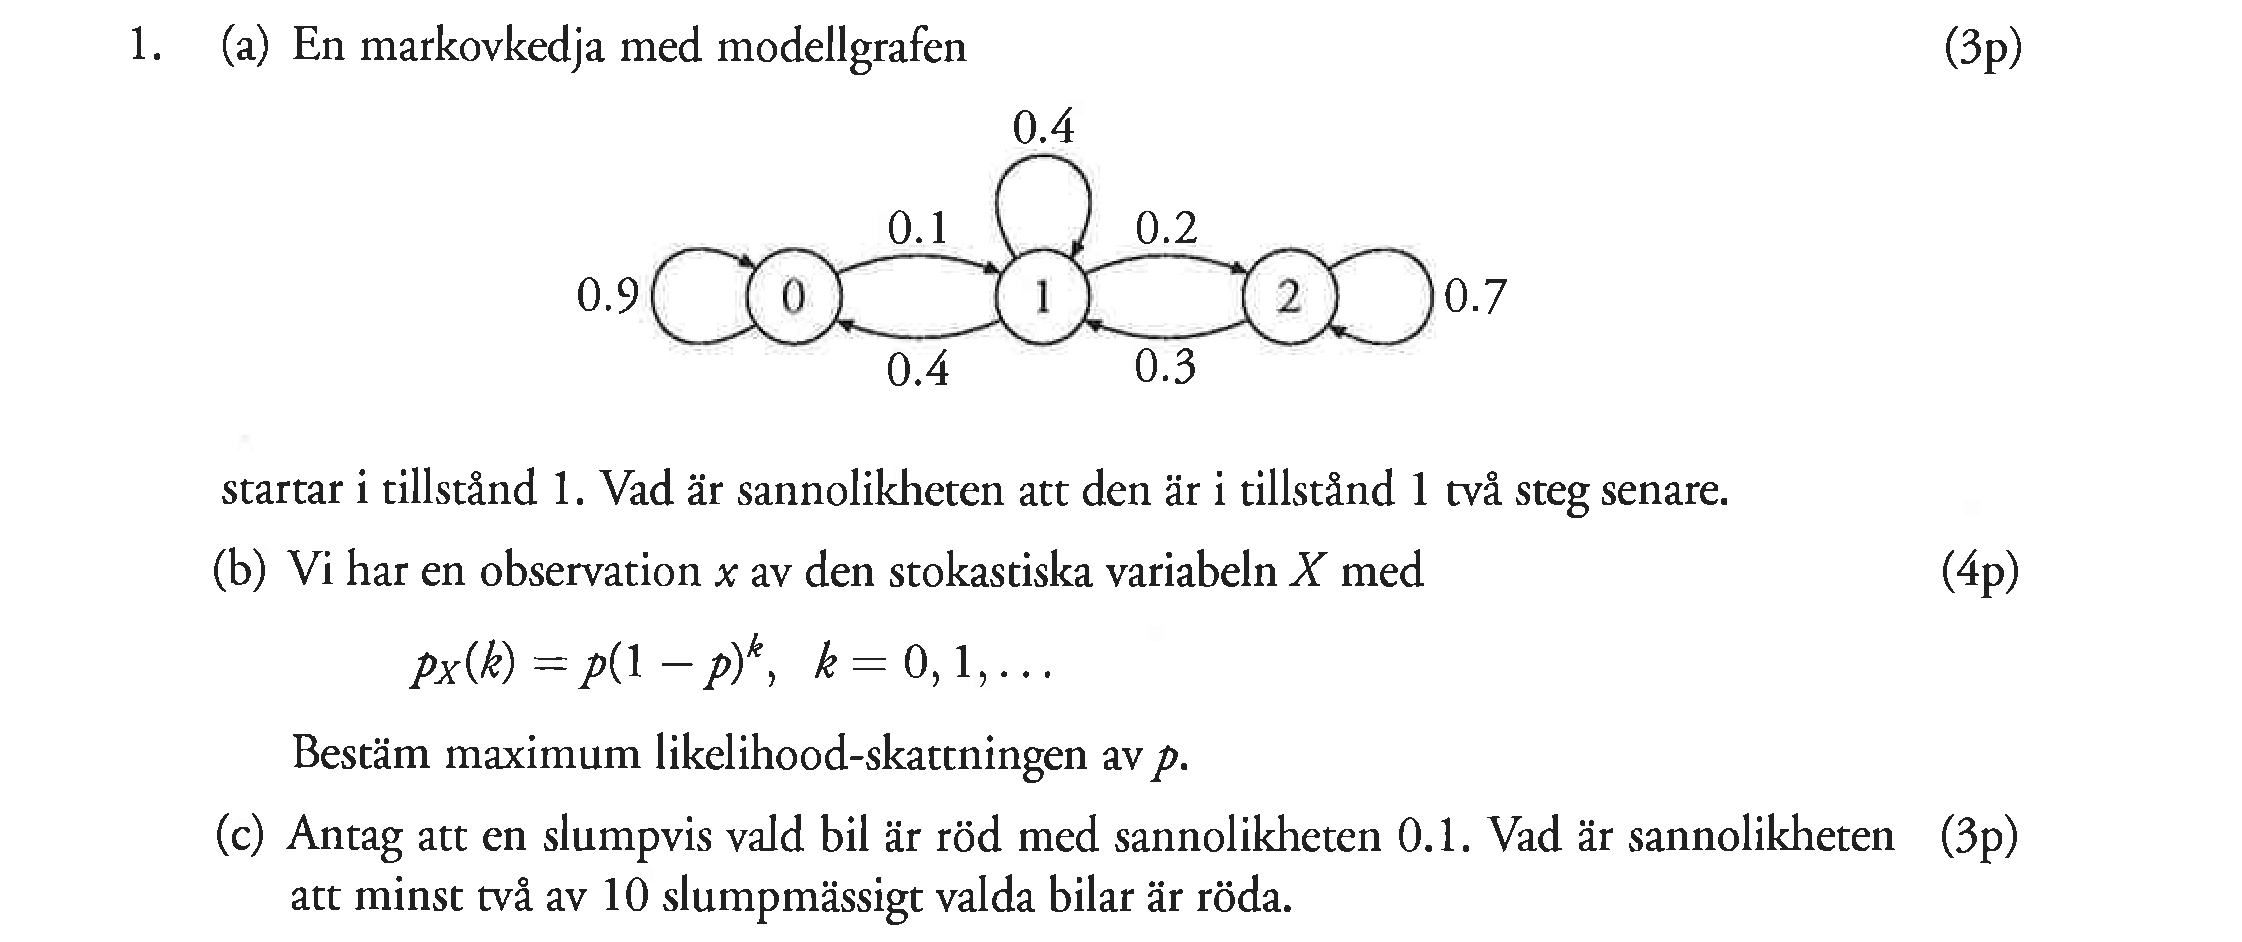 1. (a) En markovkedja med modellgrafen (3p)
0.4
0.1 0.2
0.9 0 1 2 0.7
0.4 0.3
startar i tillstånd 1. Vad är sannolikheten att den är i tillstånd 1 två steg senare.
(b) Vi har en observation x av den stokastiska variabeln X med (4p)
p_X(k) = p(1 − p)^k, k = 0, 1, . . .
Bestäm maximum likelihood-skattningen av p.
(c) Antag att en slumpvis vald bil är röd med sannolikheten 0.1. Vad är sannolikheten (3p)
att minst två av 10 slumpmässigt valda bilar är röda.